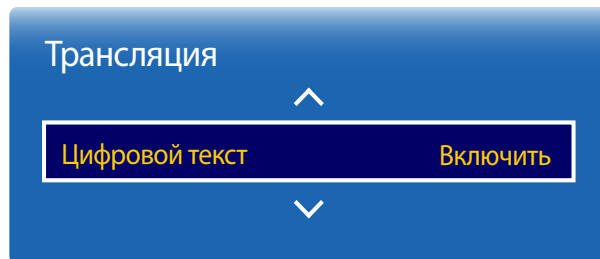 Трансляция
Цифровой текст Включить